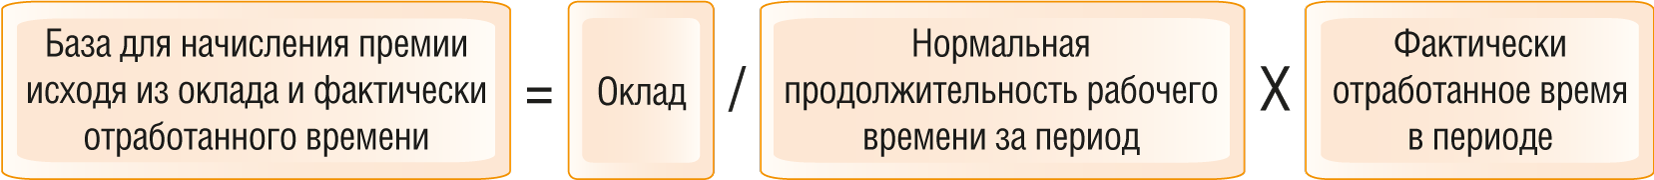 База для начисления премии
исходя из оклада и фактически
отработанного времени
=
Оклад
/
Нормальная
продолжительность рабочего
времени за период
X
Фактически
отработанное время
в периоде